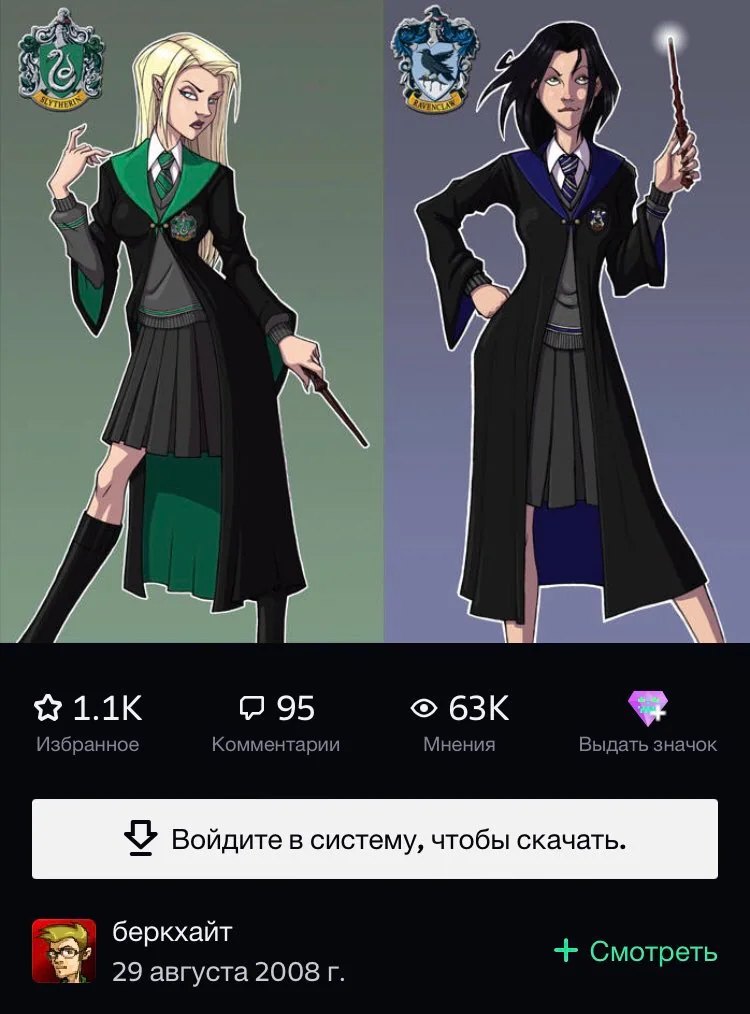 SLYTHERIN
RAVENCLAW
1.1K
95
63K
Избранное
Комментарии
Мнения
Выдать значок
Войдите в систему, чтобы скачать.
беркхайт
29 августа 2008 г.
+ Смотреть